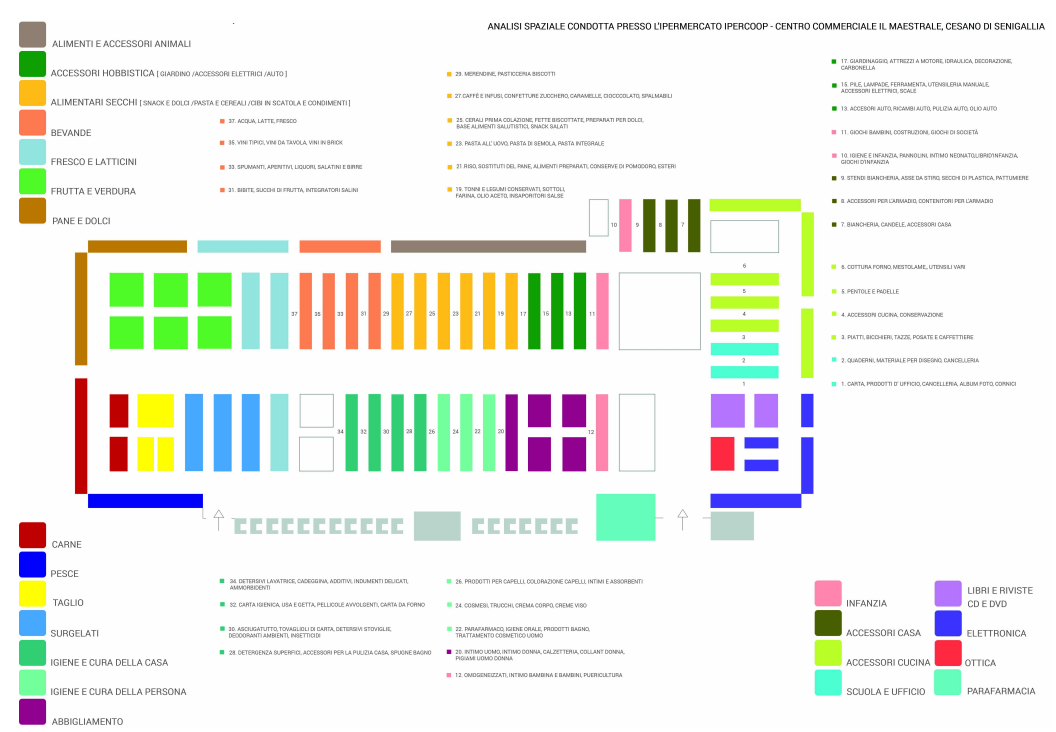 ANALISI SPAZIALE CONDOTTA PRESSO L'IPERMERCATO IPERCOOP - CENTRO COMMERCIALE IL MAESTRALE, CESANO DI SENIGALLIA
ALIMENTI E ACCESSORI ANIMALI
ACCESSORI HOBBISTICA [ GIARDINO /ACCESSORI ELETTRICI /AUTO ]
ALIMENTARI SECCHI [ SNACK E DOLCI /PASTA E CEREALI /CIBI IN SCATOLA E CONDIMENTI ]
BEVANDE
FRESCO E LATTICINI
FRUTTA E VERDURA
PANE E DOLCI
37. ACQUA, LATTE, FRESCO
35. VINI TIPICI, VINI DA TAVOLA, VINI IN BRICK
33. SPUMANTI, APERITIVI, LIQUORI, SALATINI E BIRRE
31. BIBITE, SUCCHI DI FRUTTA, INTEGRATORI SALINI
29. MERENDINE, PASTICCERIA BISCOTTI
27.CAFFÈ E INFUSI, CONFETTURE ZUCCHERO, CARAMELLE, CIOCCCOLATO, SPALMABILI
25. CERALI PRIMA COLAZIONE, FETTE BISCOTTATE, PREPARATI PER DOLCI,
BASE ALIMENTI SALUTISTICI, SNACK SALATI
23. PASTA ALL' UOVO, PASTA DI SEMOLA, PASTA INTEGRALE
21.RISO, SOSTITUTI DEL PANE, ALIMENTI PREPARATI, CONSERVE DI POMODORO, ESTERI
19. TONNI E LEGUMI CONSERVATI, SOTTOLI,
FARINA, OLIO ACETO, INSAPORITORI SALSE
17. GIARDINAGGIO, ATTREZZI A MOTORE, IDRAULICA, DECORAZIONE,
CARBONELLA
15. PILE, LAMPADE, FERRAMENTA, UTENSILERIA MANUALE,
ACCESSORI ELETTRICI, SCALE
13. ACCESORI AUTO, RICAMBI AUTO, PULIZIA AUTO, OLIO AUTO
11. GIOCHI BAMBINI, COSTRUZIONI, GIOCHI DI SOCIETÀ
10. IGIENE E INFANZIA, PANNOLINI, INTIMO NEONATO,LIBRIO'INFANZIA,
GIOCHI D'INFANZIA
9. STENDI BIANCHERIA, ASSE DA STIRO, SECCHI DI PLASTICA, PATTUMIERE
8. ACCESSORI PER L'ARMADIO, CONTENITORI PER L'ARMADIO
7. BIANCHERIA, CANDELE, ACCESSORI CASA
6. COTTURA FORNO, MESTOLAME,, UTENSILI VARI
5. PENTOLE E PADELLE
4. ACCESSORI CUCINA, CONSERVAZIONE
3. PIATTI, BICCHIERI, TAZZE, POSATE E CAFFETTIERE
2. QUADERNI, MATERIALE PER DISEGNO, CANCELLERIA
1. CARTA, PRODOTTI D' UFFICIO, CANCELLERIA, ALBUM FOTO, CORNICI
10 9 8 7
6
5
4
3
2
1
37 36 33 31 29 27 25 23 21 19 17 15 13 11
34 32 30 28 26 24 22 20 12
CARNE
PESCE
TAGLIO
SURGELATI
IGIENE E CURA DELLA CASA
IGIENE E CURA DELLA PERSONA
ABBIGLIAMENTO
34. DETERSIVI LAVATRICE, CADEGGINA, ADDITIVI, INDUMENTI DELICATI,
AMMORBIDENTI
32. CARTA IGIENICA, USA E GETTA, PELLICOLE AVVOLGENTI, CARTA DA FORNO
30. ASCIUGATUTTO, TOVAGLIOLI DI CARTA, DETERSIVI STOVIGLIE,
DEODORANTI AMBIENTI, INSETTICIDI
28. DETERGENZA SUPERFICI, ACCESSORI PER LA PULIZIA CASA, SPUGNE BAGNO
26. PRODOTTI PER CAPELLI, COLORAZIONE CAPELLI, INTIMI E ASSORBENTI
24. COSMESI, TRUCCHI, CREMA CORPO, CREME VISO
22. PARAFARMACO, IGIENE ORALE, PRODOTTI BAGNO,
TRATTAMENTO COSMETICO UOMO
20. INTIMO UOMO, INTIMO DONNA, CALZETTERIA, COLLANT DONNA,
PIGIAMI UOMO DONNA
12. OMOGENEIZZATI, INTIMO BAMBINA E BAMBINI, PUERICULTURA
INFANZIA
ACCESSORI CASA
ACCESSORI CUCINA
SCUOLA E UFFICIO
LIBRI E RIVISTE
CD E DVD
ELETTRONICA
OTTICA
PARAFARMACIA